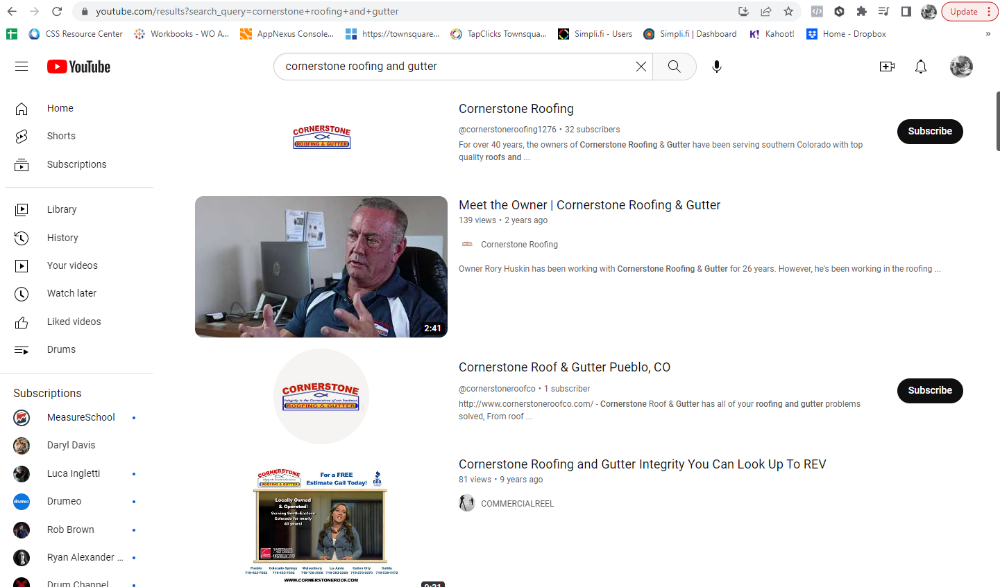 youtube.com/results?search_query=cornerstone+roofing+and+gutter
Update
CSS Resource Center
Workbooks - WO A...
AppNexus Console...
https://townsquare...
TapClicks Townsqua...
Simpli.fi - Users
Simpli.fi | Dashboard
Kahoot!
Home - Dropbox
»
YouTube
cornerstone roofing and gutter
Home
Shorts
Subscriptions
Library
History
Your videos
Watch later
Liked videos
Drums
Subscriptions
MeasureSchool
Daryl Davis
Luca Ingletti
Drumeo
Rob Brown
Ryan Alexander ...
Drum Channel
CORNERSTONE
ROOFING & GUTTER
Cornerstone Roofing
@cornerstoneroofing1276 • 32 subscribers
For over 40 years, the owners of Cornerstone Roofing & Gutter have been serving southern Colorado with top
quality roofs and ...
Subscribe
2:41
Meet the Owner | Cornerstone Roofing & Gutter
139 views • 2 years ago
Cornerstone Roofing
Owner Rory Huskin has been working with Cornerstone Roofing & Gutter for 26 years. However, he's been working in the roofing ...
CORNERSTONE
Integrity is the Cornerstone of our business
ROOFING & GUTTER
Cornerstone Roof & Gutter Pueblo, CO
@cornerstoneroofco • 1 subscriber
http://www.cornerstoneroofco.com/ - Cornerstone Roof & Gutter has all of your roofing and gutter problems
solved, From roof ...
Subscribe
CORNERSTONE
ROOFING & GUTTER
For a FREE
Estimate Call Today!
BBB
Locally Owned
& Operated!
Serving South-Eastern
Colorado for nearly
40 years!
Pueblo Colorado Springs Walsenburg La Junta Cañon City Salida
WWW.CORNERSTONEROOF.COM
Cornerstone Roofing and Gutter Integrity You Can Look Up To REV
81 views • 9 years ago
COMMERCIALREEL